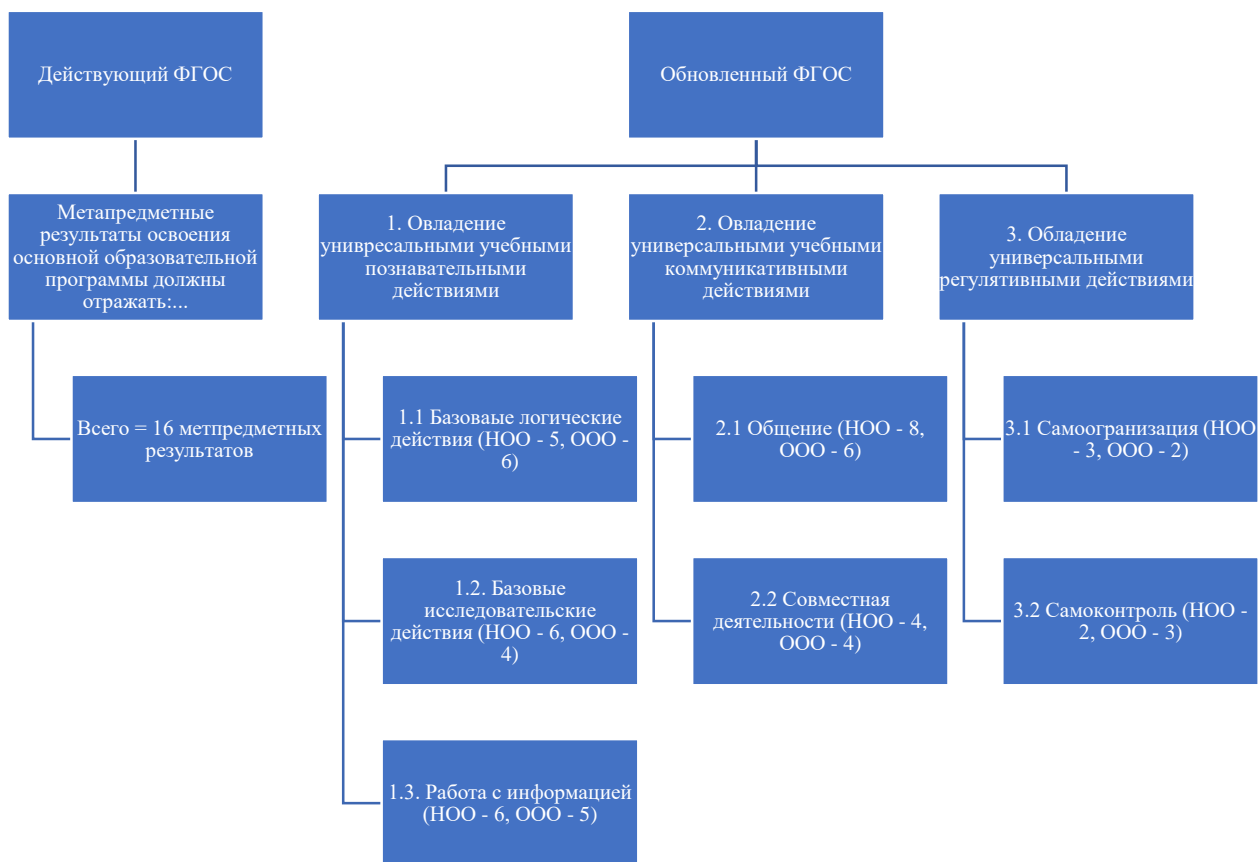 Действующий ФГОС
Обновленный ФГОС
Метапредметные
результаты освоения
основной образовательной
программы должны
отражать:...
1. Овладение
унивресальными учебными
познавательными
действиями
2. Овладение
универсальными учебными
коммуникативными
действиями
3. Обладение
универсальными
регулятивными действиями
Всего = 16 метпредметных
результатов
1.1 Базоваые логические
действия (НОО - 5, ООО -
6)
2.1 Общение (НОО - 8,
ООО - 6)
3.1 Самоогранизация (НОО
- 3, ООО - 2)
1.2. Базовые
исследовательские
действия (НОО - 6, ООО -
4)
2.2 Совместная
деятельности (НОО - 4,
ООО - 4)
3.2 Самоконтроль (НОО -
2, ООО - 3)
1.3. Работа с информацией
(НОО - 6, ООО - 5)